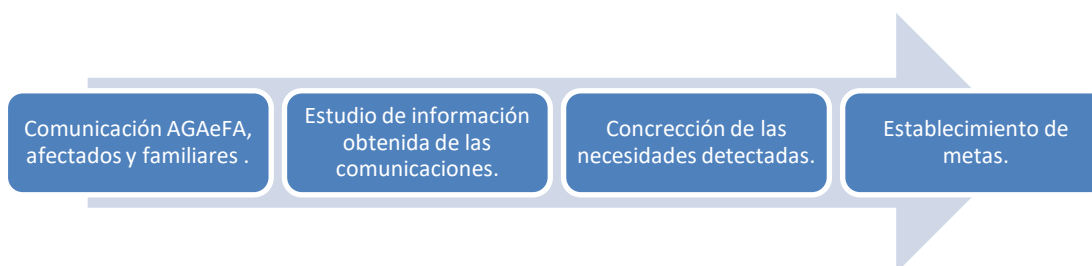 Comunicación AGAeFA,
afectados y familiares .
Estudio de información
obtenida de las
comunicaciones.
Concrección de las
necesidades detectadas.
Establecimiento de
metas.